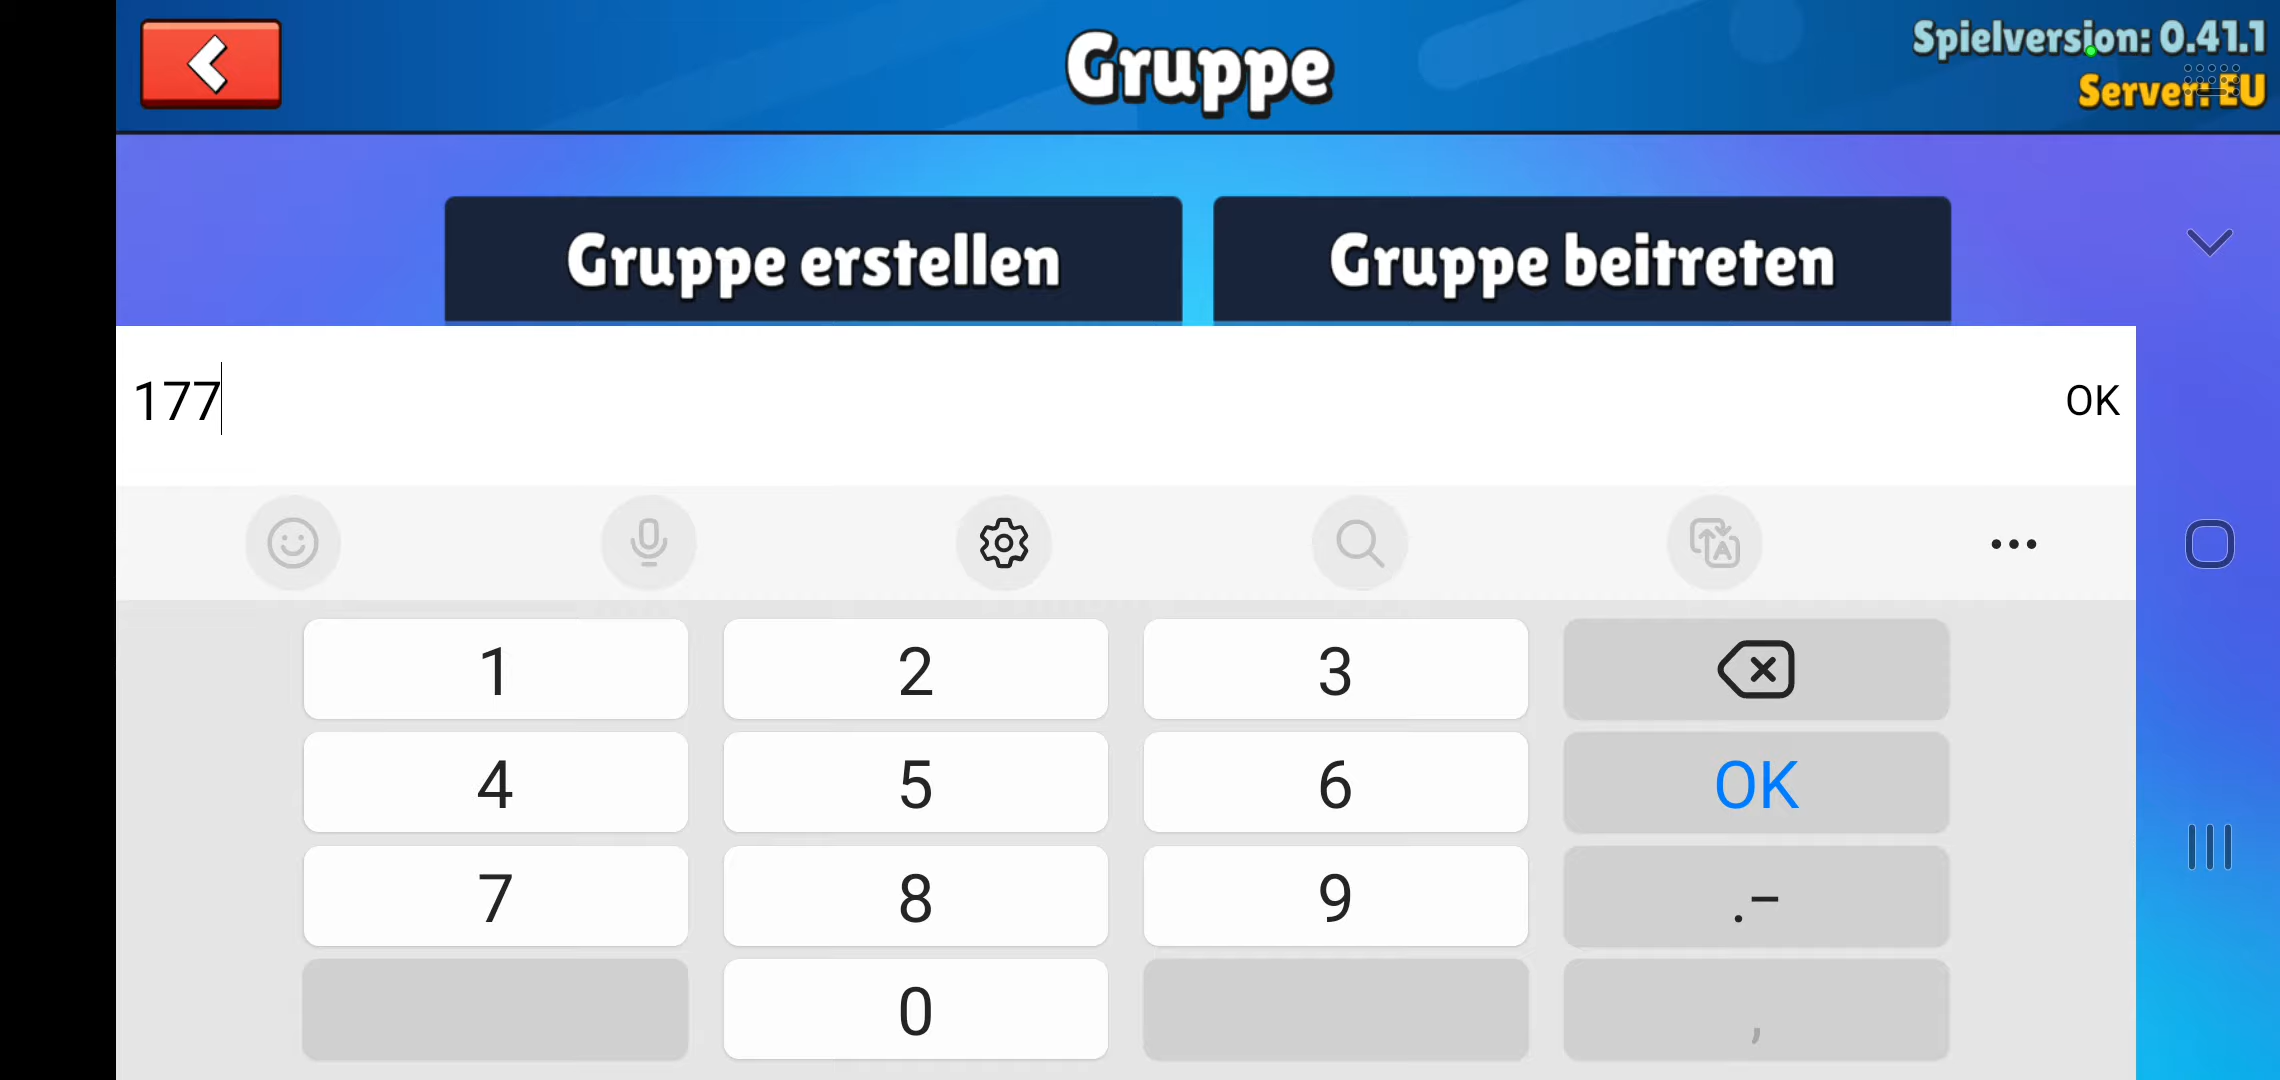 Gruppe
Spielversion: 0.41.1
Server: EU
Gruppe erstellen
Gruppe beitreten
177
OK
1 2 3
4 5 6 OK
7 8 9 .-
0 ,